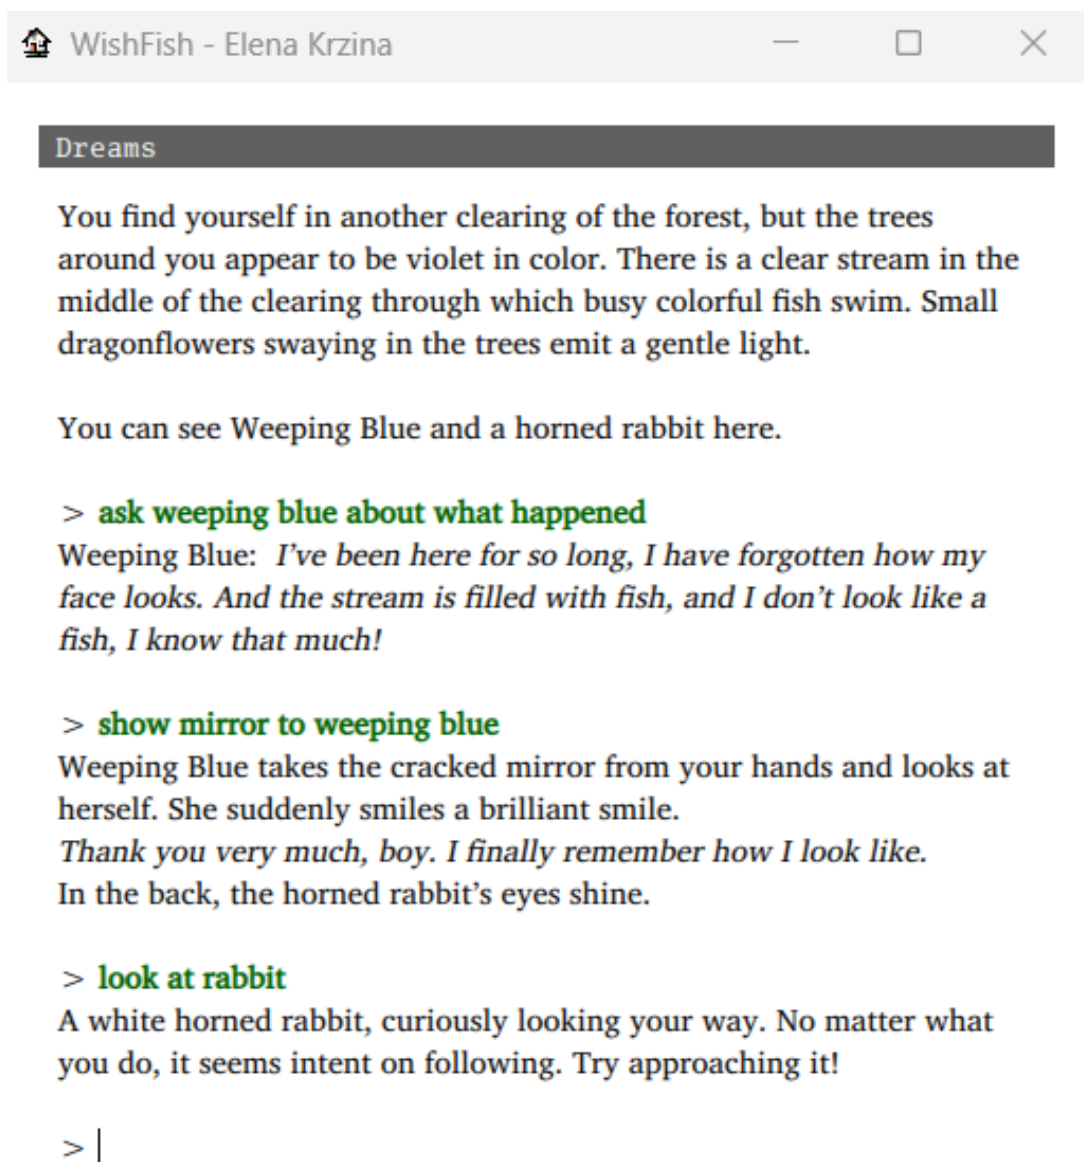 WishFish - Elena Krzina
Dreams
You find yourself in another clearing of the forest, but the trees
around you appear to be violet in color. There is a clear stream in the
middle of the clearing through which busy colorful fish swim. Small
dragonflowers swaying in the trees emit a gentle light.
You can see Weeping Blue and a horned rabbit here.
> ask weeping blue about what happened
Weeping Blue: I’ve been here for so long, I have forgotten how my
face looks. And the stream is filled with fish, and I don’t look like a
fish, I know that much!
> show mirror to weeping blue
Weeping Blue takes the cracked mirror from your hands and looks at
herself. She suddenly smiles a brilliant smile.
Thank you very much, boy. I finally remember how I look like.
In the back, the horned rabbit’s eyes shine.
> look at rabbit
A white horned rabbit, curiously looking your way. No matter what
you do, it seems intent on following. Try approaching it!
>